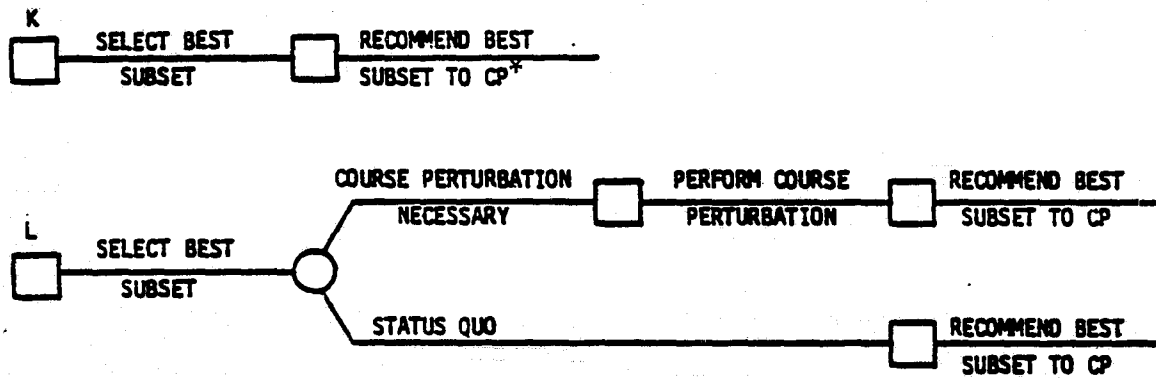 K
SELECT BEST
SUBSET
RECOMMEND BEST
SUBSET TO CP*
COURSE PERTURBATION
NECESSARY
PERFORM COURSE
PERTURBATION
RECOMMEND BEST
SUBSET TO CP
L
SELECT BEST
SUBSET
STATUS QUO
RECOMMEND BEST
SUBSET TO CP